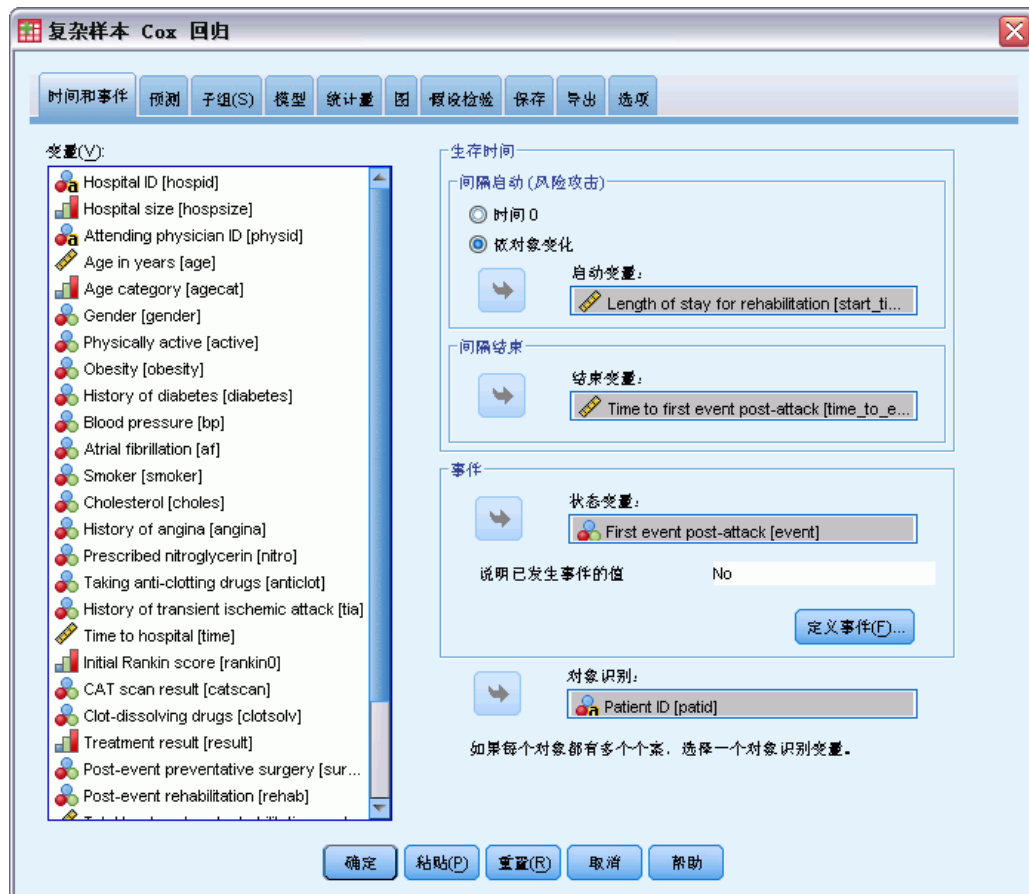 复杂样本 Cox 回归
时间和事件 预测 子组(S) 模型 统计量 图 假设检验 保存 导出 选项
变量(V):
Hospital ID [hospid]
Hospital size [hospsize]
Attending physician ID [physid]
Age in years [age]
Age category [agecat]
Gender [gender]
Physically active [active]
Obesity [obesity]
History of diabetes [diabetes]
Blood pressure [bp]
Atrial fibrillation [af]
Smoker [smoker]
Cholesterol [choles]
History of angina [angina]
Prescribed nitroglycerin [nitro]
Taking anti-clotting drugs [anticlot]
History of transient ischemic attack [tia]
Time to hospital [time]
Initial Rankin score [rankin0]
CAT scan result [catscan]
Clot-dissolving drugs [clotsolv]
Treatment result [result]
Post-event preventative surgery [sur...
Post-event rehabilitation [rehab]
生存时间
间隔启动(风险攻击)
时间 0
依对象变化
启动变量:
Length of stay for rehabilitation [start_ti...
间隔结束
结束变量:
Time to first event post-attack [time_to_e...
事件
状态变量:
First event post-attack [event]
说明已发生事件的值 No
定义事件(F)...
对象识别:
Patient ID [patid]
如果每个对象都有多个个案，选择一个对象识别变量。
确定 粘贴(P) 重置(R) 取消 帮助